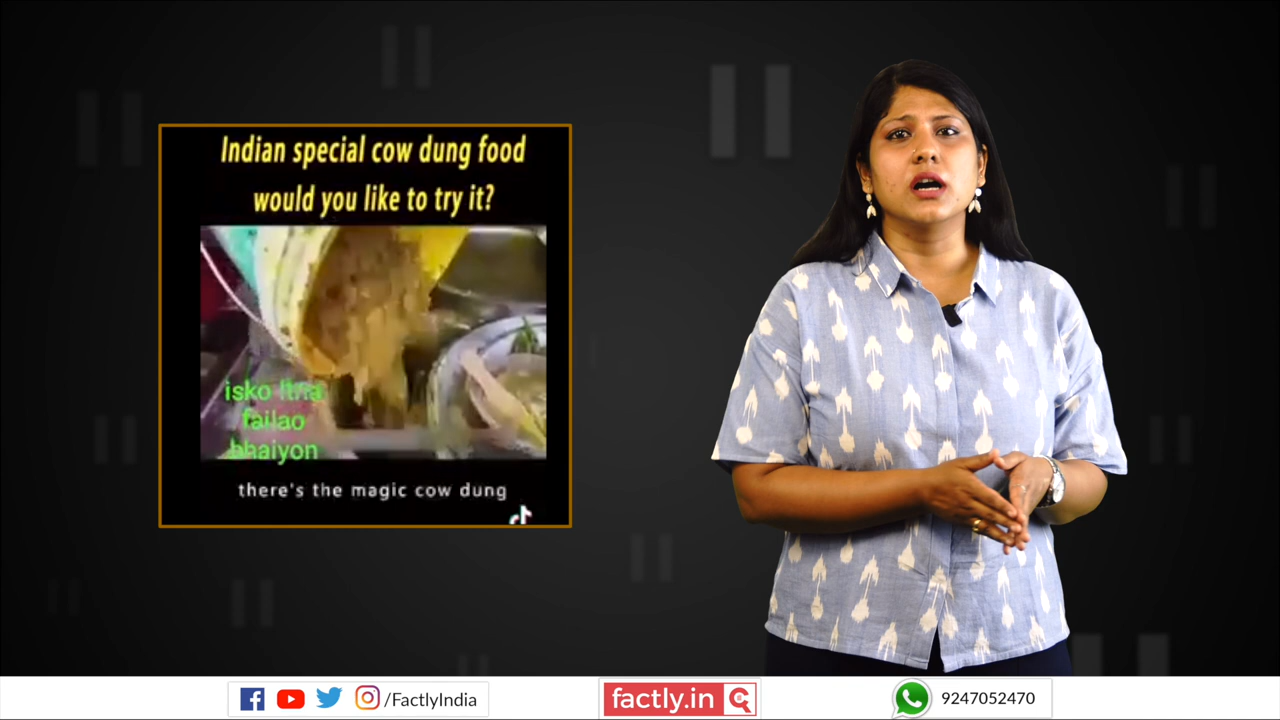 Indian special cow dung food
would you like to try it?
isko itna
failao
bhaiyon
there's the magic cow dung
/FactlyIndia
factly.in
9247052470